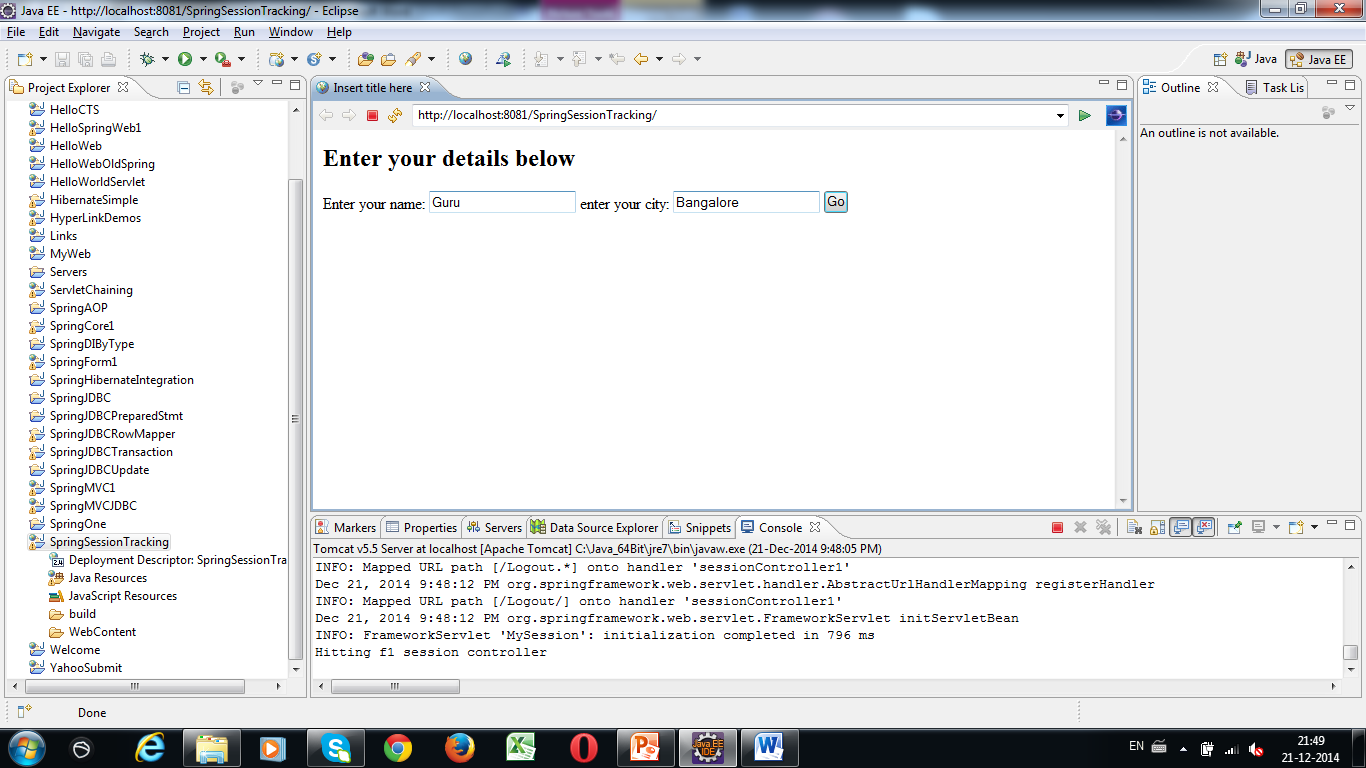 Java EE - http://localhost:8081/SpringSessionTracking/ - Eclipse
File Edit Navigate Search Project Run Window Help
Java Java EE
Project Explorer
HelloCTS
HelloSpringWeb1
HelloWeb
HelloWebOldSpring
HelloWorldServlet
HibernateSimple
HyperLinkDemos
Links
MyWeb
Servers
ServletChaining
SpringAOP
SpringCore1
SpringDIByType
SpringForm1
SpringHibernateIntegration
SpringJDBC
SpringJDBCPreparedStmt
SpringJDBCRowMapper
SpringJDBCTransaction
SpringJDBCUpdate
SpringMVC1
SpringMVCJDBC
SpringOne
SpringSessionTracking
Deployment Descriptor: SpringSessionTra
Java Resources
JavaScript Resources
build
WebContent
Welcome
YahooSubmit
Insert title here
http://localhost:8081/SpringSessionTracking/
Enter your details below
Enter your name: Guru enter your city: Bangalore Go
Outline Task Lis
An outline is not available.
Markers Properties Servers Data Source Explorer Snippets Console
Tomcat v5.5 Server at localhost [Apache Tomcat] C:\Java_64Bit\jre7\bin\javaw.exe (21-Dec-2014 9:48:05 PM)
INFO: Mapped URL path [/Logout.*] onto handler 'sessionController1'
Dec 21, 2014 9:48:12 PM org.springframework.web.servlet.handler.AbstractUrlHandlerMapping registerHandler
INFO: Mapped URL path [/Logout/] onto handler 'sessionController1'
Dec 21, 2014 9:48:12 PM org.springframework.web.servlet.FrameworkServlet initServletBean
INFO: FrameworkServlet 'MySession': initialization completed in 796 ms
Hitting f1 session controller
Done
EN 21:49
21-12-2014